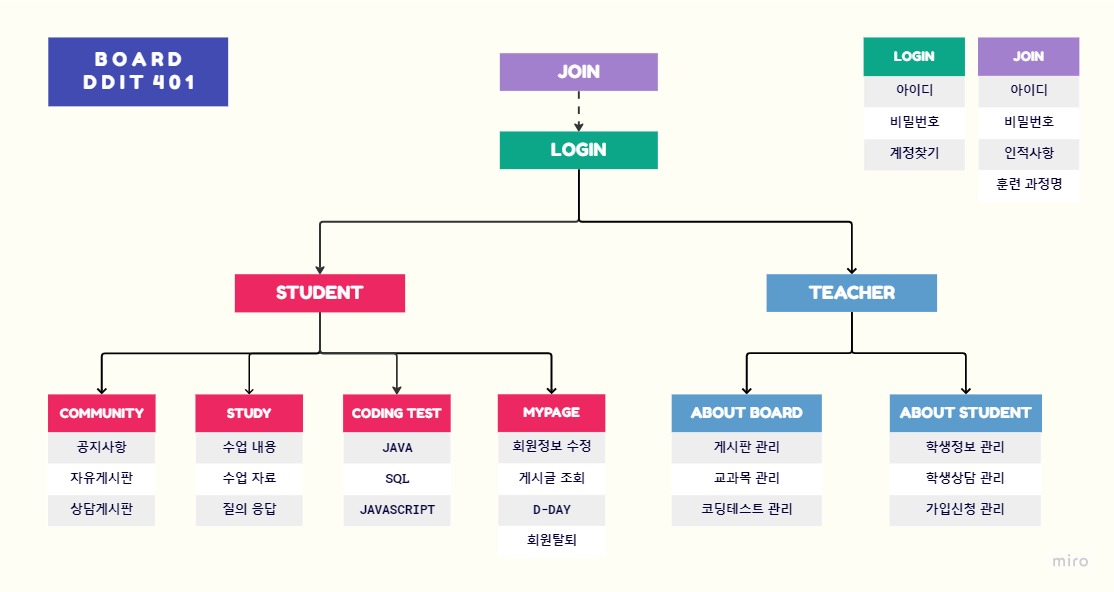 BOARD
DDIT 401
JOIN
LOGIN
LOGIN
아이디
비밀번호
계정찾기
JOIN
아이디
비밀번호
인적사항
훈련 과정명
STUDENT
TEACHER
COMMUNITY
공지사항
자유게시판
상담게시판
STUDY
수업 내용
수업 자료
질의 응답
CODING TEST
JAVA
SQL
JAVASCRIPT
MYPAGE
회원정보 수정
게시글 조회
D-DAY
회원탈퇴
ABOUT BOARD
게시판 관리
교과목 관리
코딩테스트 관리
ABOUT STUDENT
학생정보 관리
학생상담 관리
가입신청 관리
miro